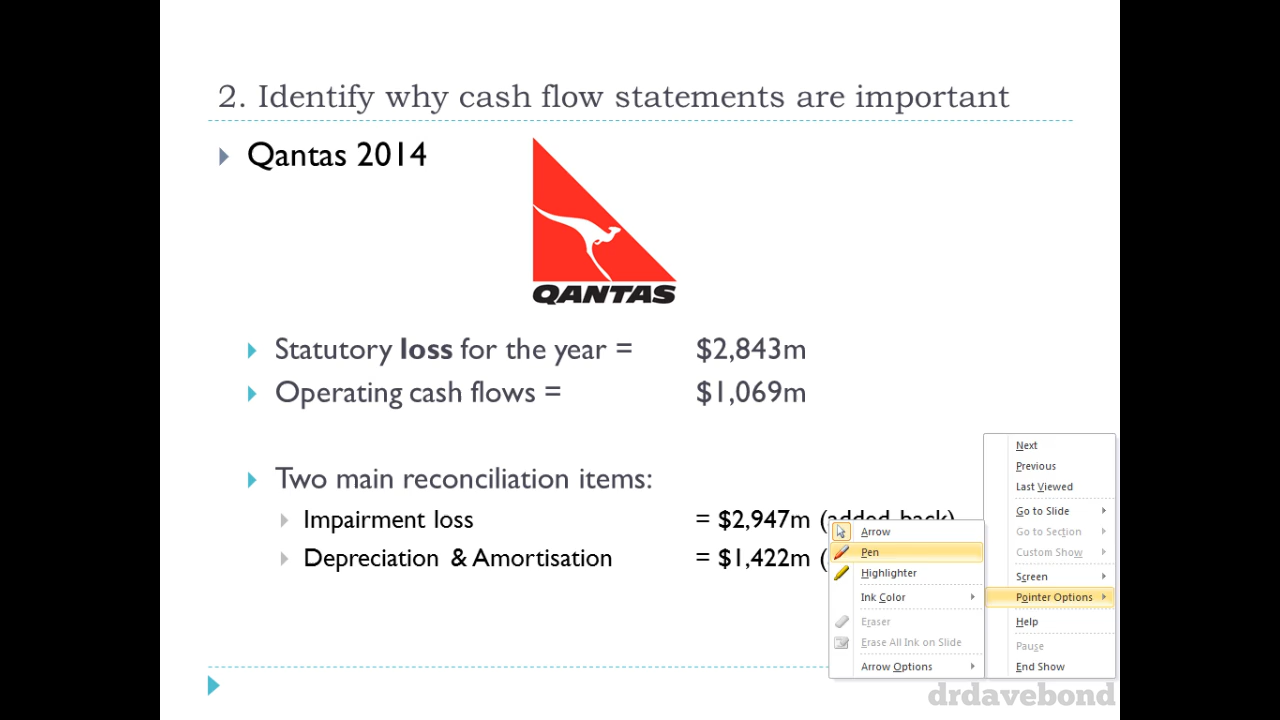 2. Identify why cash flow statements are important
Qantas 2014
QANTAS
Statutory loss for the year = $2,843m
Operating cash flows = $1,069m
Two main reconciliation items:
Impairment loss = $2,947m (added back)
Depreciation & Amortisation = $1,422m (
Next
Previous
Last Viewed
Go to Slide
Go to Section
Custom Show
Screen
Pointer Options
Help
Pause
End Show
Arrow
Pen
Highlighter
Ink Color
Eraser
Erase All Ink on Slide
Arrow Options
drdavebond